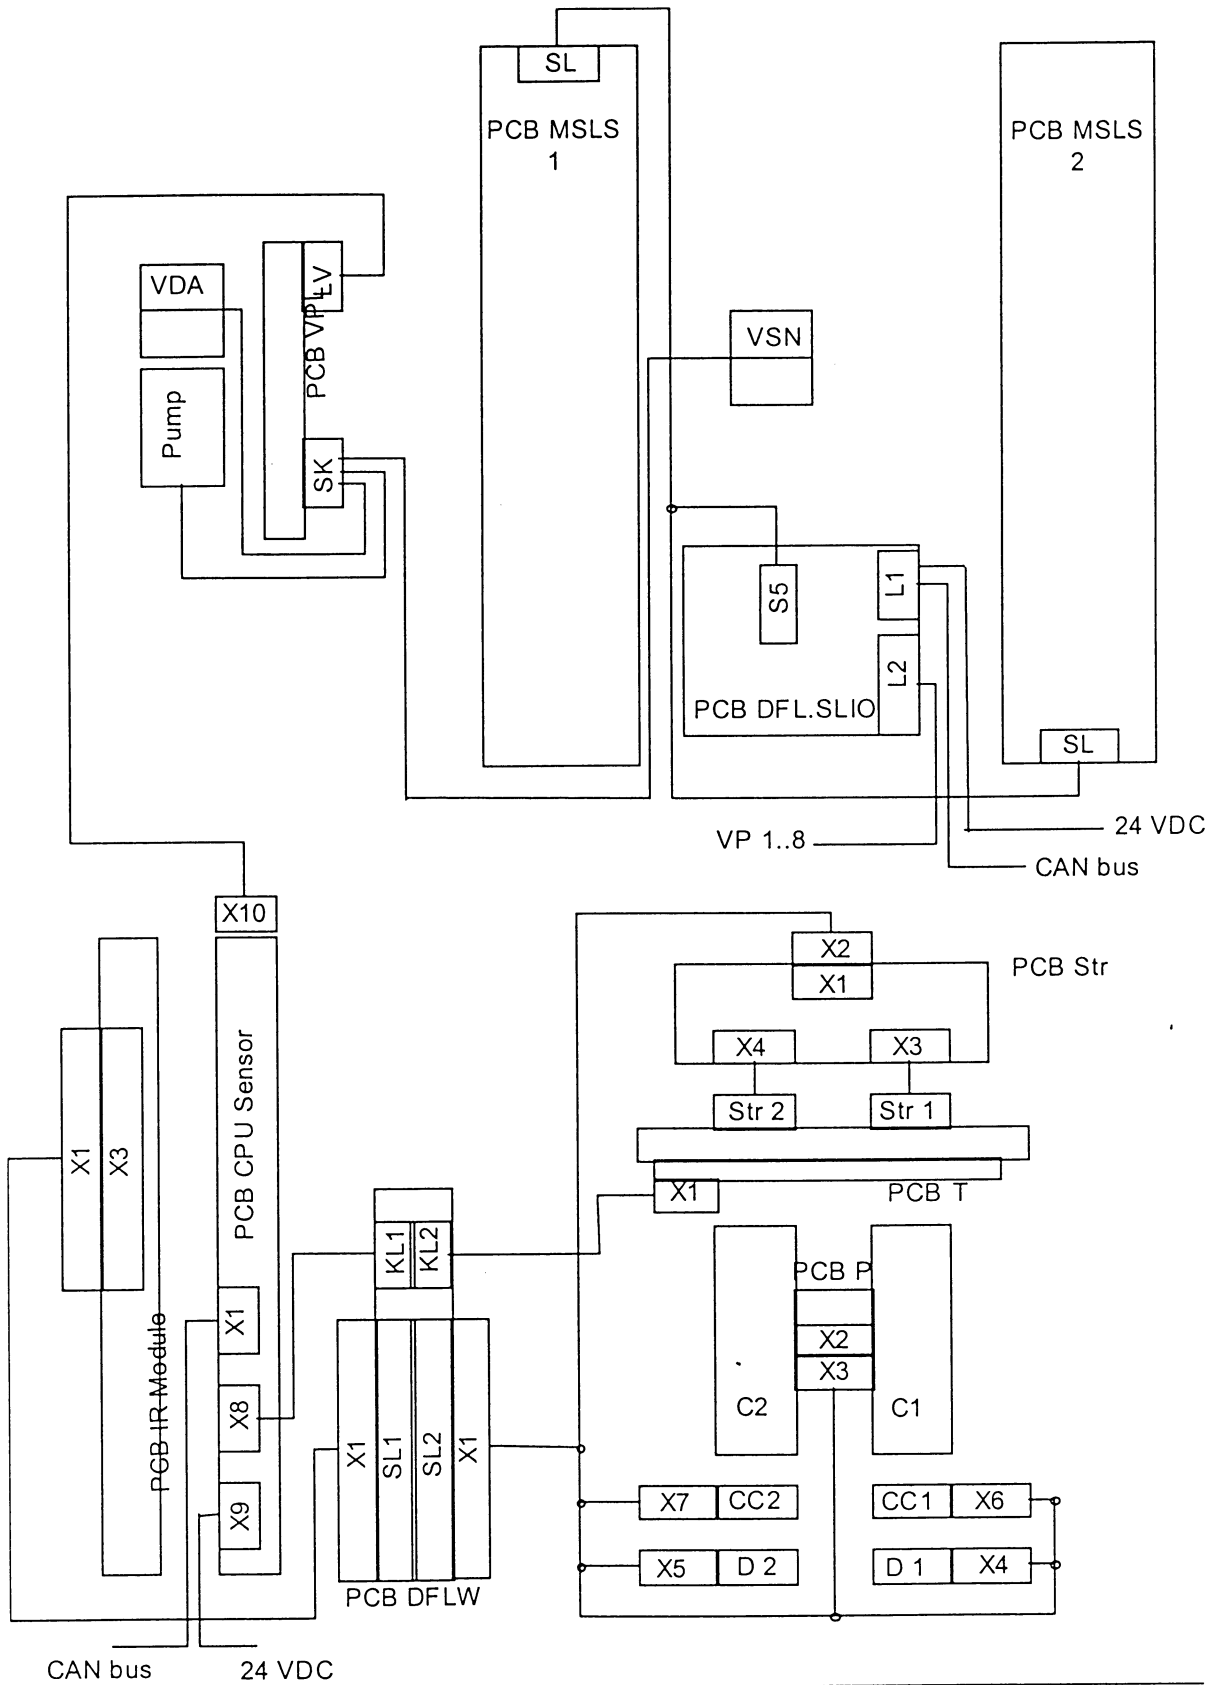 SL
PCB MSLS
1
PCB MSLS
2
VDA
LV
PCB VPL
Pump
SK
VSN
S5
L1
L2
PCB DFL.SLIO
SL
VP 1..8
24 VDC
CAN bus
X10
X2
X1
PCB Str
X4
X3
Str 2
Str 1
X1
PCB T
X1
X3
PCB CPU Sensor
PCB IR Module
KL1
KL2
X1
X8
X9
X1
SL1
SL2
X1
PCB DFLW
PCB P
X2
X3
C2
C1
X7
CC2
CC1
X6
X5
D 2
D 1
X4
CAN bus
24 VDC